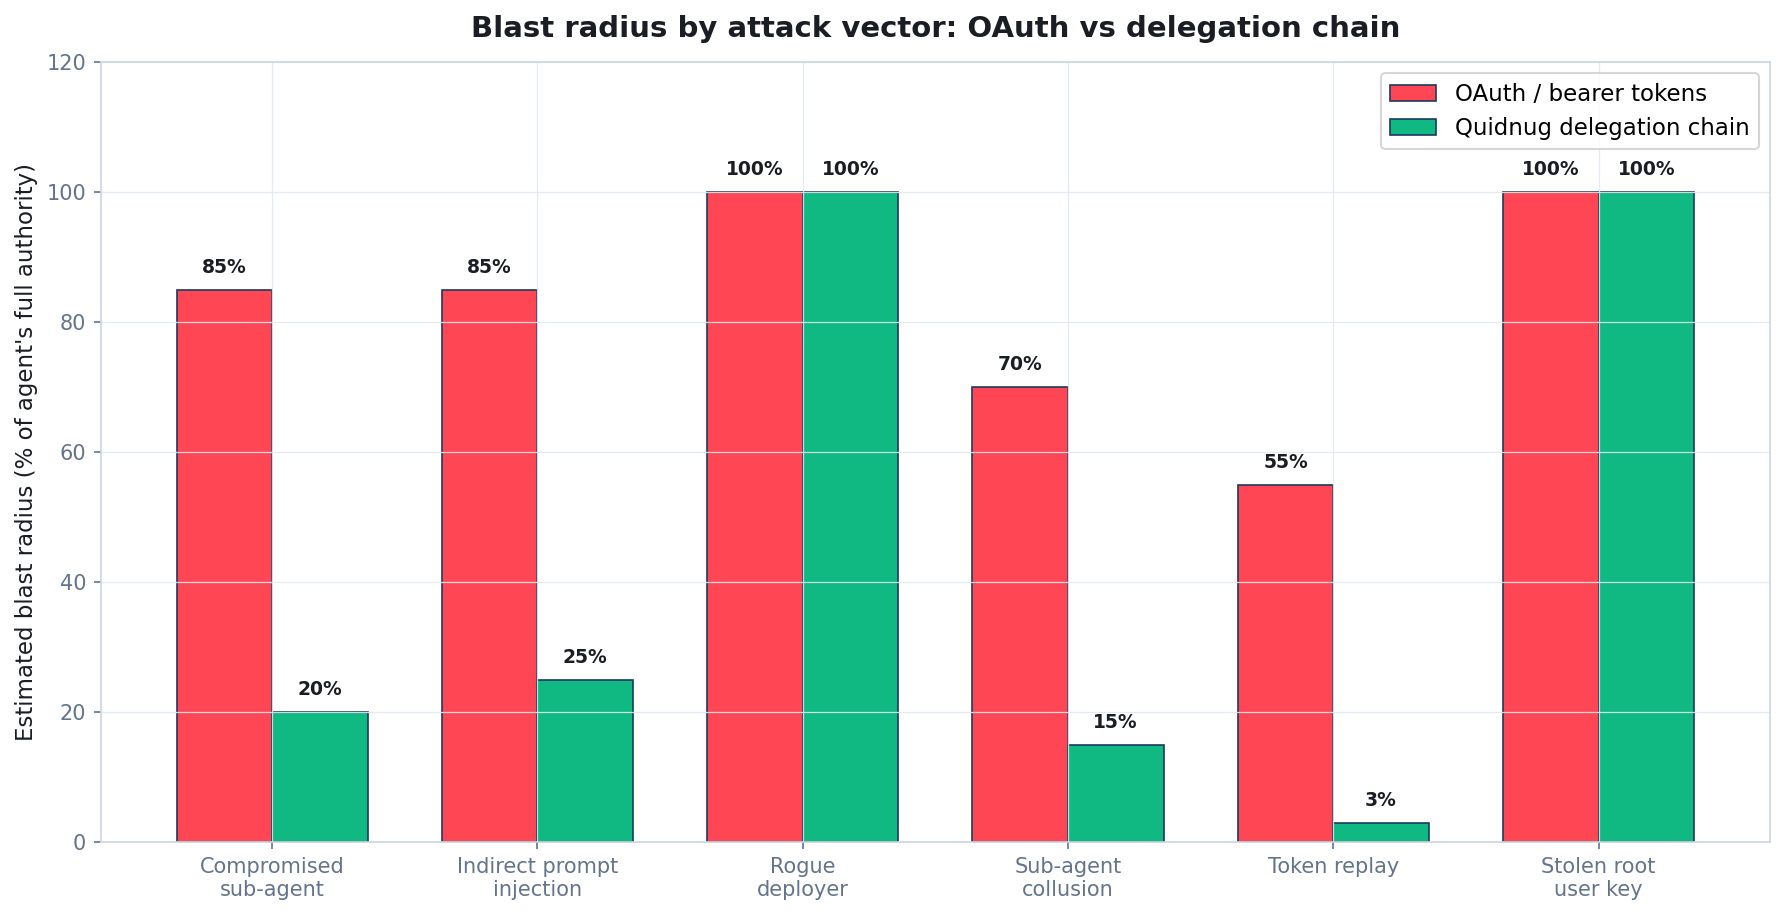 Blast radius by attack vector: OAuth vs delegation chain
Estimated blast radius (% of agent's full authority)
120
100
80
60
40
20
0
OAuth / bearer tokens
Quidnug delegation chain
85%
20%
85%
25%
100%
100%
70%
15%
55%
3%
100%
100%
Compromised
sub-agent
Indirect prompt
injection
Rogue
deployer
Sub-agent
collusion
Token replay
Stolen root
user key